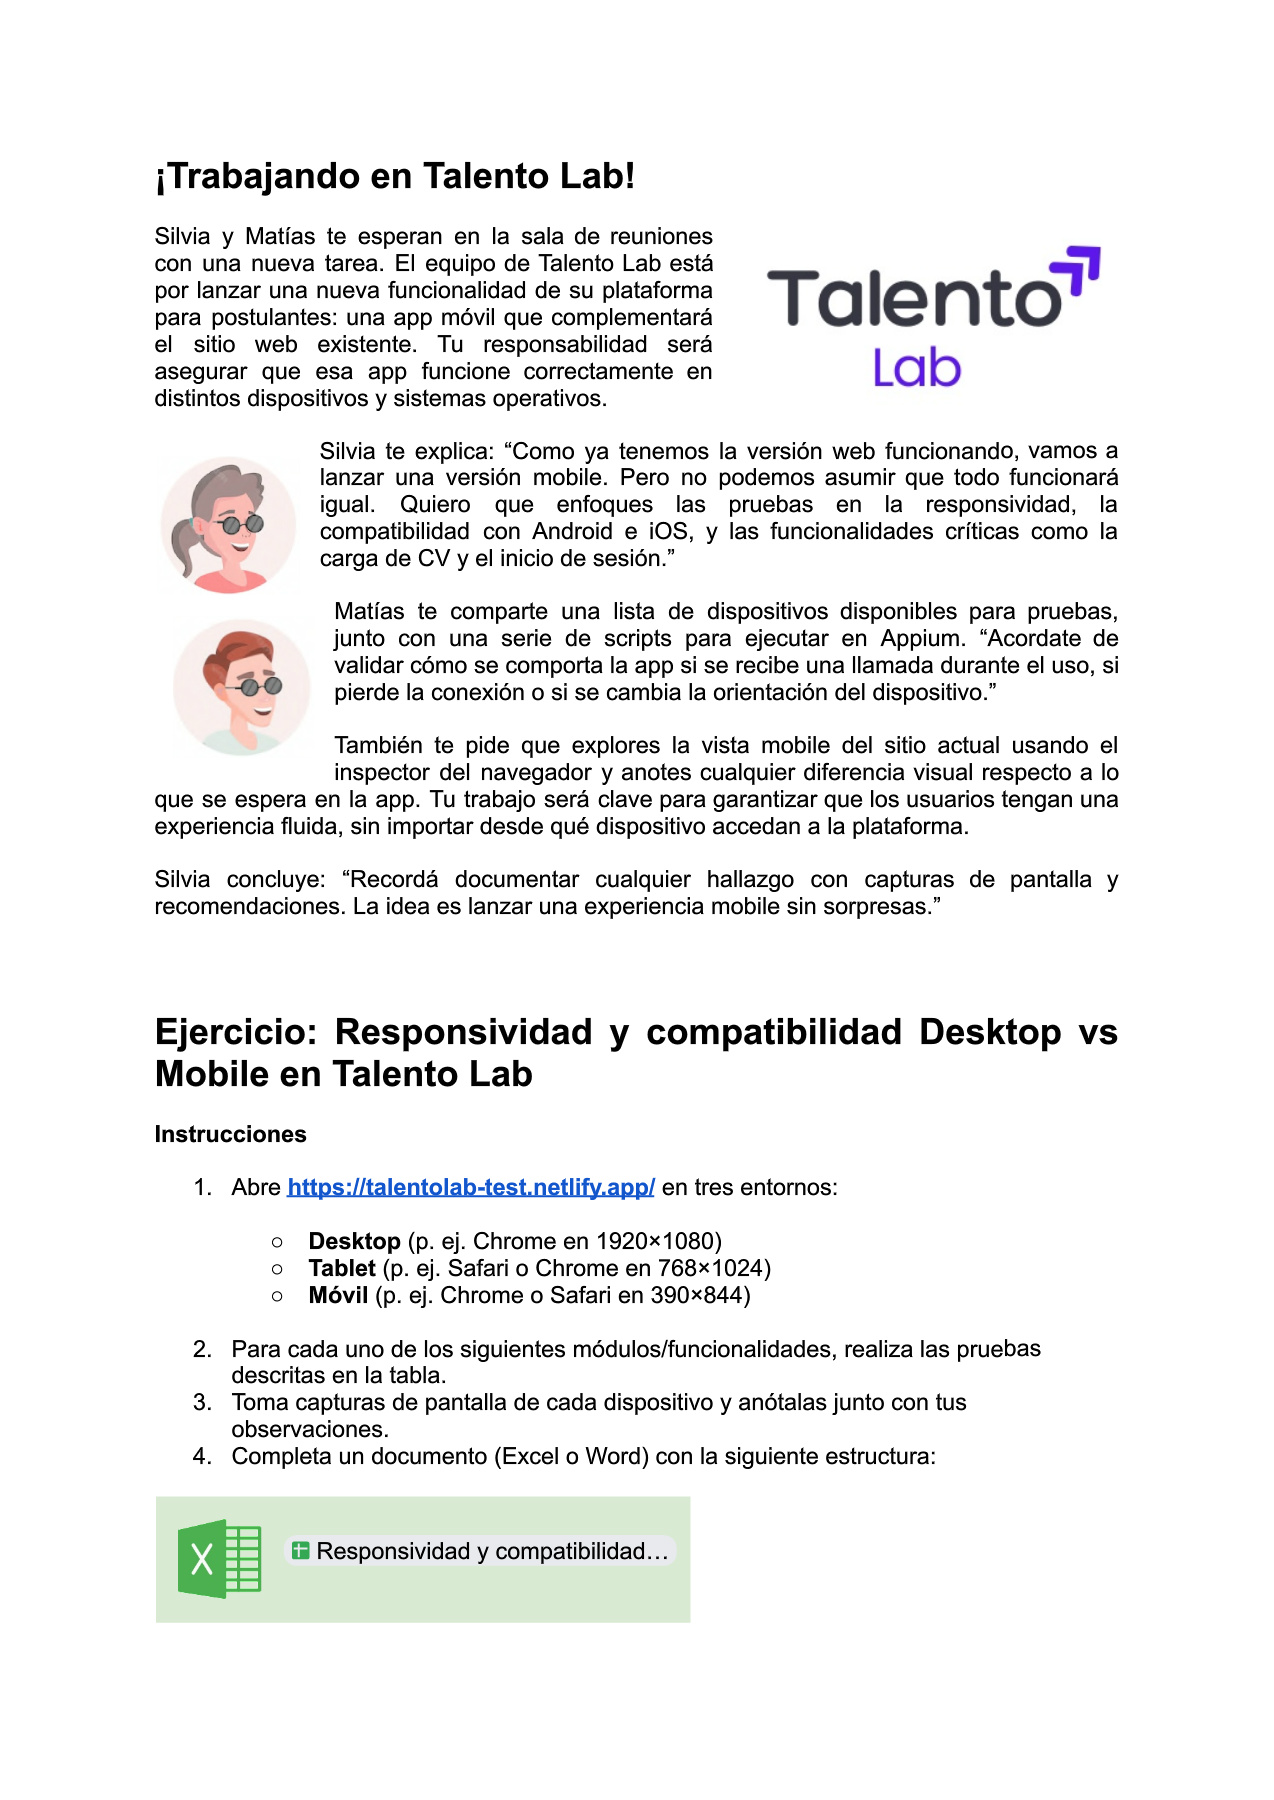 ¡Trabajando en Talento Lab!
Silvia y Matías te esperan en la sala de reuniones
con una nueva tarea. El equipo de Talento Lab está
por lanzar una nueva funcionalidad de su plataforma
para postulantes: una app móvil que complementará
el sitio web existente. Tu responsabilidad será
asegurar que esa app funcione correctamente en
distintos dispositivos y sistemas operativos.
Talento
Lab
Silvia te explica: “Como ya tenemos la versión web funcionando, vamos a
lanzar una versión mobile. Pero no podemos asumir que todo funcionará
igual. Quiero que enfoques las pruebas en la responsividad, la
compatibilidad con Android e iOS, y las funcionalidades críticas como la
carga de CV y el inicio de sesión.”
Matías te comparte una lista de dispositivos disponibles para pruebas,
junto con una serie de scripts para ejecutar en Appium. “Acordate de
validar cómo se comporta la app si se recibe una llamada durante el uso, si
pierde la conexión o si se cambia la orientación del dispositivo.”
También te pide que explores la vista mobile del sitio actual usando el
inspector del navegador y anotes cualquier diferencia visual respecto a lo
que se espera en la app. Tu trabajo será clave para garantizar que los usuarios tengan una
experiencia fluida, sin importar desde qué dispositivo accedan a la plataforma.
Silvia concluye: “Recordá documentar cualquier hallazgo con capturas de pantalla y
recomendaciones. La idea es lanzar una experiencia mobile sin sorpresas.”
Ejercicio: Responsividad y compatibilidad Desktop vs
Mobile en Talento Lab
Instrucciones
1. Abre https://talentolab-test.netlify.app/ en tres entornos:
○ Desktop (p. ej. Chrome en 1920×1080)
○ Tablet (p. ej. Safari o Chrome en 768×1024)
○ Móvil (p. ej. Chrome o Safari en 390×844)
2. Para cada uno de los siguientes módulos/funcionalidades, realiza las pruebas
descritas en la tabla.
3. Toma capturas de pantalla de cada dispositivo y anótalas junto con tus
observaciones.
4. Completa un documento (Excel o Word) con la siguiente estructura:
X Responsividad y compatibilidad…